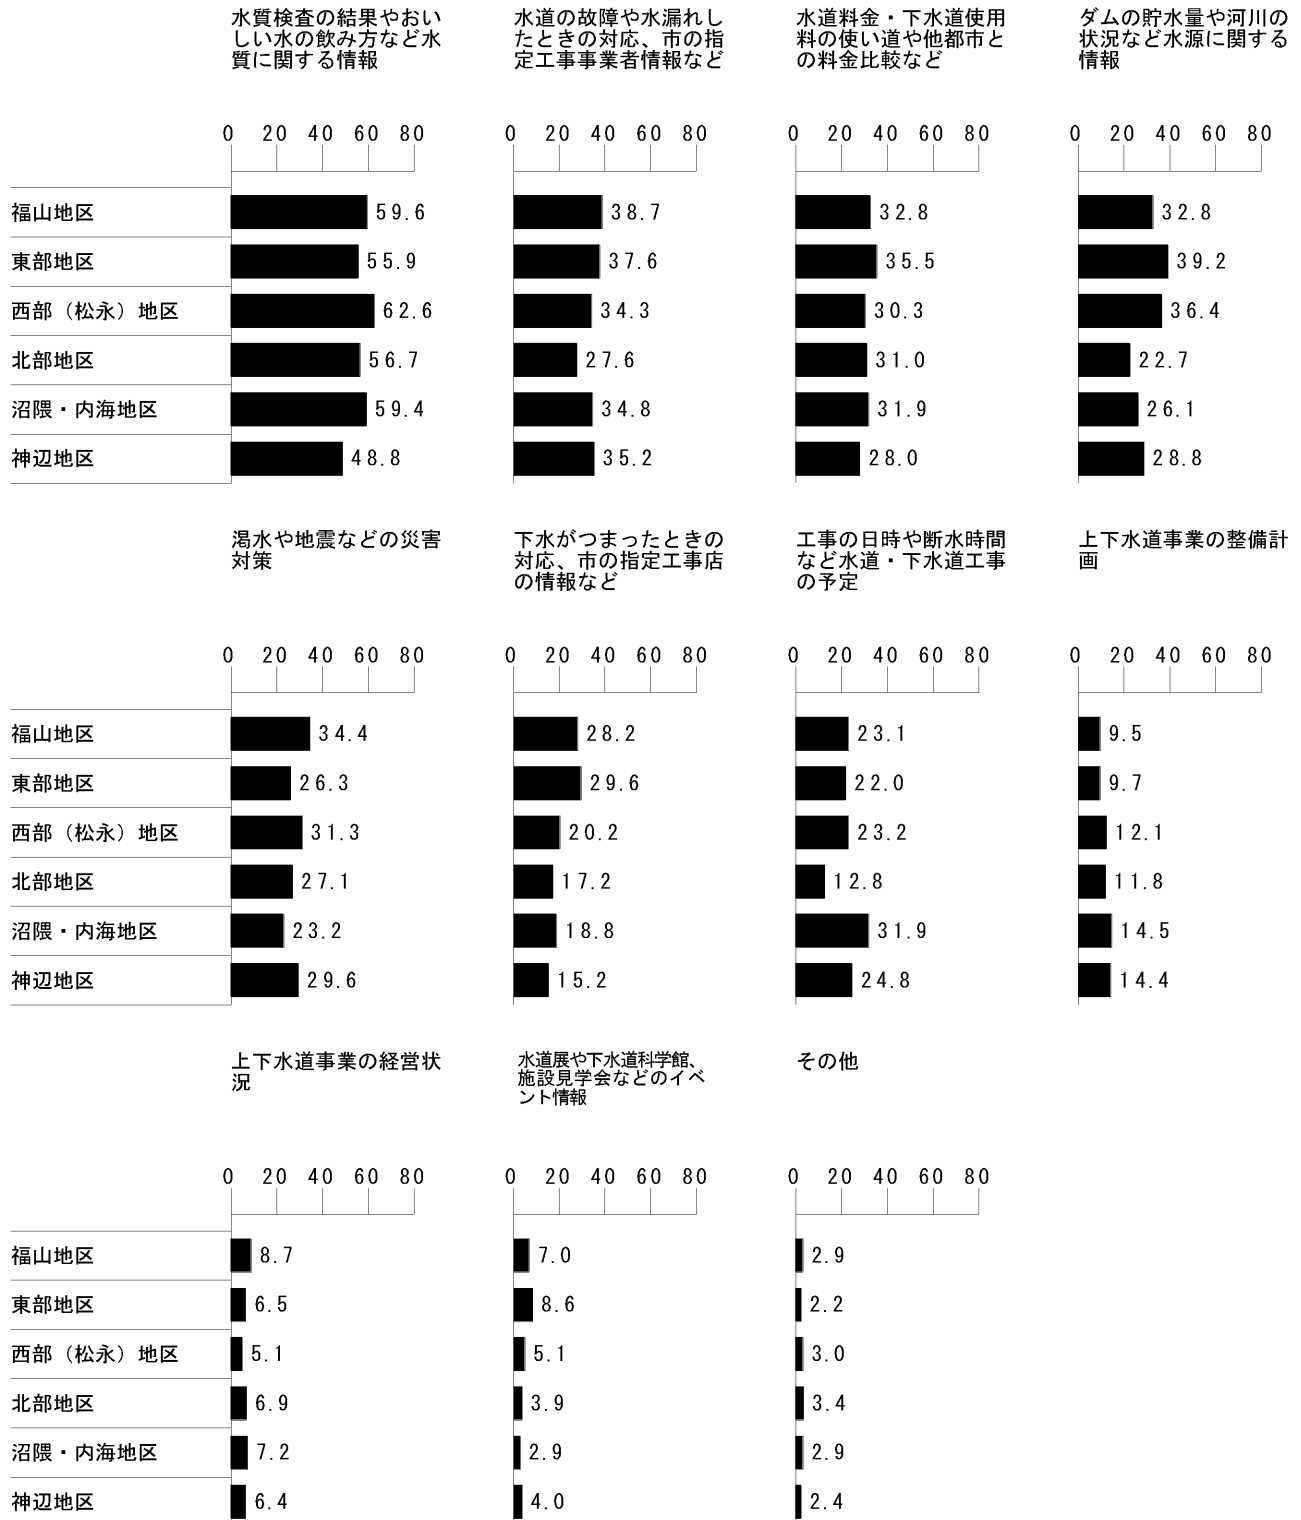 水質検査の結果やおい
しい水の飲み方など水
質に関する情報
水道の故障や水漏れし
たときの対応、市の指
定工事事業者情報など
水道料金・下水道使用
料の使い道や他都市と
の料金比較など
ダムの貯水量や河川の
状況など水源に関する
情報
0 20 40 60 80 0 20 40 60 80 0 20 40 60 80 0 20 40 60 80
福山地区 59.6 38.7 32.8 32.8
東部地区 55.9 37.6 35.5 39.2
西部（松永）地区 62.6 34.3 30.3 36.4
北部地区 56.7 27.6 31.0 22.7
沼隈・内海地区 59.4 34.8 31.9 26.1
神辺地区 48.8 35.2 28.0 28.8
渇水や地震などの災害
対策
下水がつまったときの
対応、市の指定工事店
の情報など
工事の日時や断水時間
など水道・下水道工事
の予定
上下水道事業の整備計
画
0 20 40 60 80 0 20 40 60 80 0 20 40 60 80 0 20 40 60 80
福山地区 34.4 28.2 23.1 9.5
東部地区 26.3 29.6 22.0 9.7
西部（松永）地区 31.3 20.2 23.2 12.1
北部地区 27.1 17.2 12.8 11.8
沼隈・内海地区 23.2 18.8 31.9 14.5
神辺地区 29.6 15.2 24.8 14.4
上下水道事業の経営状
況
水道展や下水道科学館、
施設見学会などのイベ
ント情報
その他
0 20 40 60 80 0 20 40 60 80 0 20 40 60 80
福山地区 8.7 7.0 2.9
東部地区 6.5 8.6 2.2
西部（松永）地区 5.1 5.1 3.0
北部地区 6.9 3.9 3.4
沼隈・内海地区 7.2 2.9 2.9
神辺地区 6.4 4.0 2.4